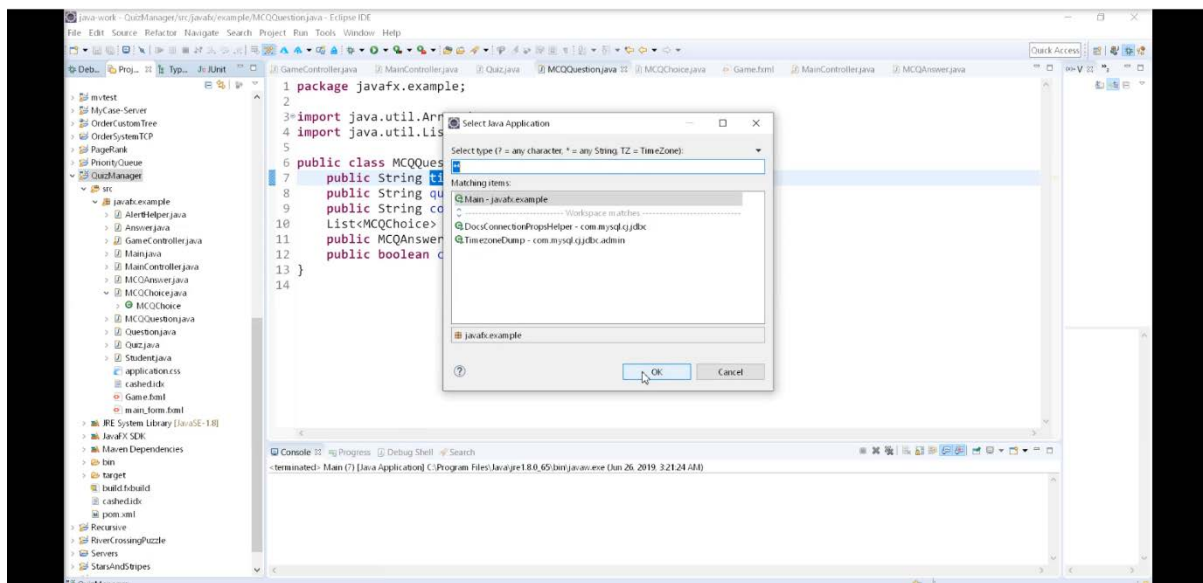 java-work - QuizManager/src/javafx/example/MCQQuestion.java - Eclipse IDE
File Edit Source Refactor Navigate Search Project Run Tools Window Help
Quick Access
Deb... Proj... Typ... JUnit
GameController.java MainController.java Quiz.java MCQQuestion.java MCQChoice.java Game.fxml MainController.java MCQAnswer.java
mvtest
MyCase-Server
OrderCustomTree
OrderSystemTCP
PageRank
PriorityQueue
QuizManager
src
javafx.example
AlertHelper.java
Answer.java
GameController.java
Main.java
MainController.java
MCQAnswer.java
MCQChoice.java
MCQChoice
MCQQuestion.java
Question.java
Quiz.java
Student.java
application.css
cashed.idx
Game.fxml
main_form.fxml
JRE System Library [JavaSE-1.8]
JavaFX SDK
Maven Dependencies
bin
target
build.fxbuild
cashed.idx
pom.xml
Recursive
RiverCrossingPuzzle
Servers
StarsAndStripes
1 package javafx.example;
2
3 import java.util.Arr
4 import java.util.Lis
5
6 public class MCQQues
7 public String ti
8 public String qu
9 public String co
10 List<MCQChoice>
11 public MCQAnswer
12 public boolean c
13 }
14
Select Java Application
Select type (? = any character, * = any String, TZ = TimeZone):
**
Matching items:
Main - javafx.example
Workspace matches
DocsConnectionPropsHelper - com.mysql.cj.jdbc
TimezoneDump - com.mysql.cj.jdbc.admin
javafx.example
OK Cancel
Console Progress Debug Shell Search
<terminated> Main (7) [Java Application] C:\Program Files\Java\jre1.8.0_65\bin\javaw.exe (Jun 26, 2019, 3:21:24 AM)